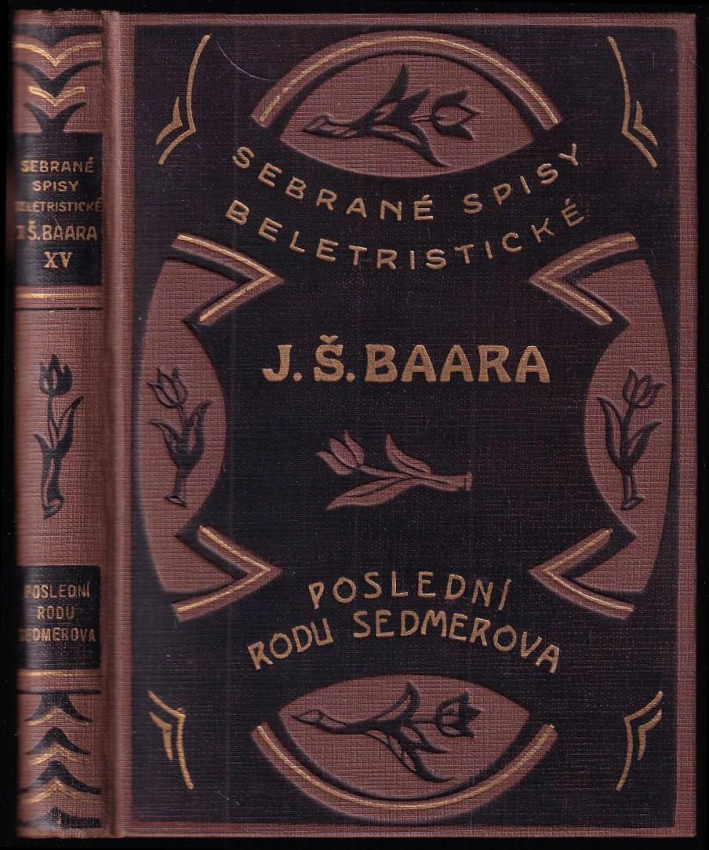 SEBRANÉ
SPISY
BELETRISTICKÉ
J.Š.BAARA
XV
POSLEDNÍ
RODU
SEDMEROVA
SEBRANÉ SPISY
BELETRISTICKÉ
J. Š. BAARA
POSLEDNÍ
RODU SEDMEROVA